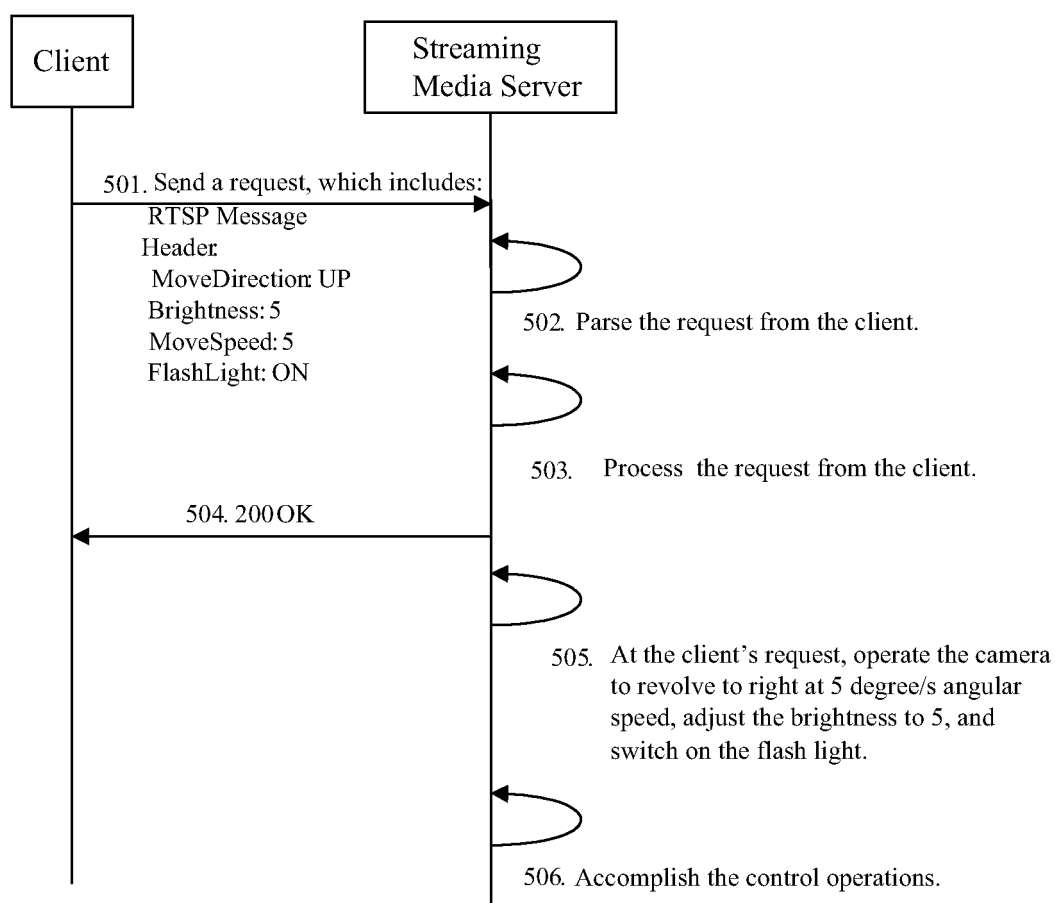 Client
Streaming
Media Server
501. Send a request, which includes:
RTSP Message
Header:
MoveDirection: UP
Brightness: 5
MoveSpeed: 5
FlashLight: ON
502. Parse the request from the client.
503. Process the request from the client.
504. 200 OK
505. At the client's request, operate the camera
to revolve to right at 5 degree/s angular
speed, adjust the brightness to 5, and
switch on the flash light.
506. Accomplish the control operations.